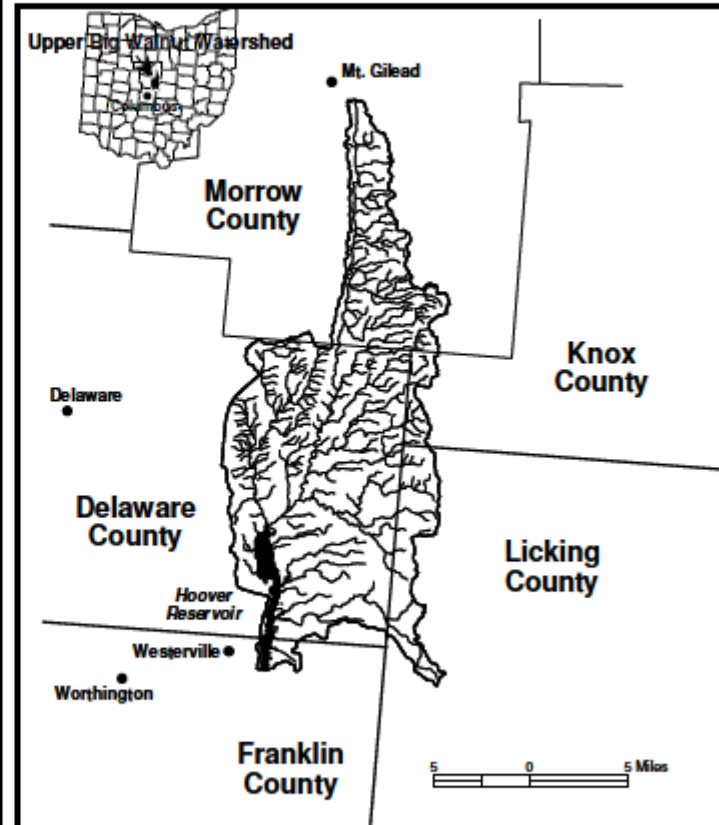 Upper Big Walnut Watershed
Columbus
Mt. Gilead
Morrow
County
Knox
County
Delaware
Delaware
County
Licking
County
Hoover
Reservoir
Westerville
Worthington
Franklin
County
5 0 5 Miles